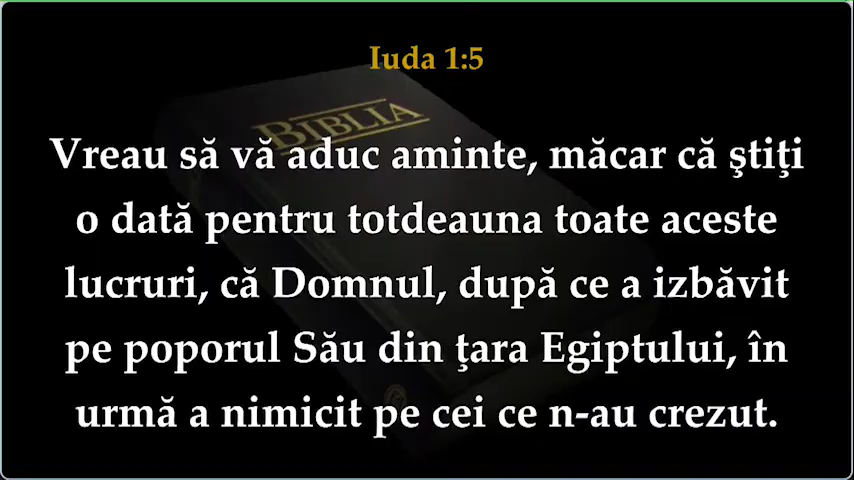 Iuda 1:5
BIBLIA
Vreau să vă aduc aminte, măcar că ştiţi
o dată pentru totdeauna toate aceste
lucruri, că Domnul, după ce a izbăvit
pe poporul Său din ţara Egiptului, în
urmă a nimicit pe cei ce n-au crezut.